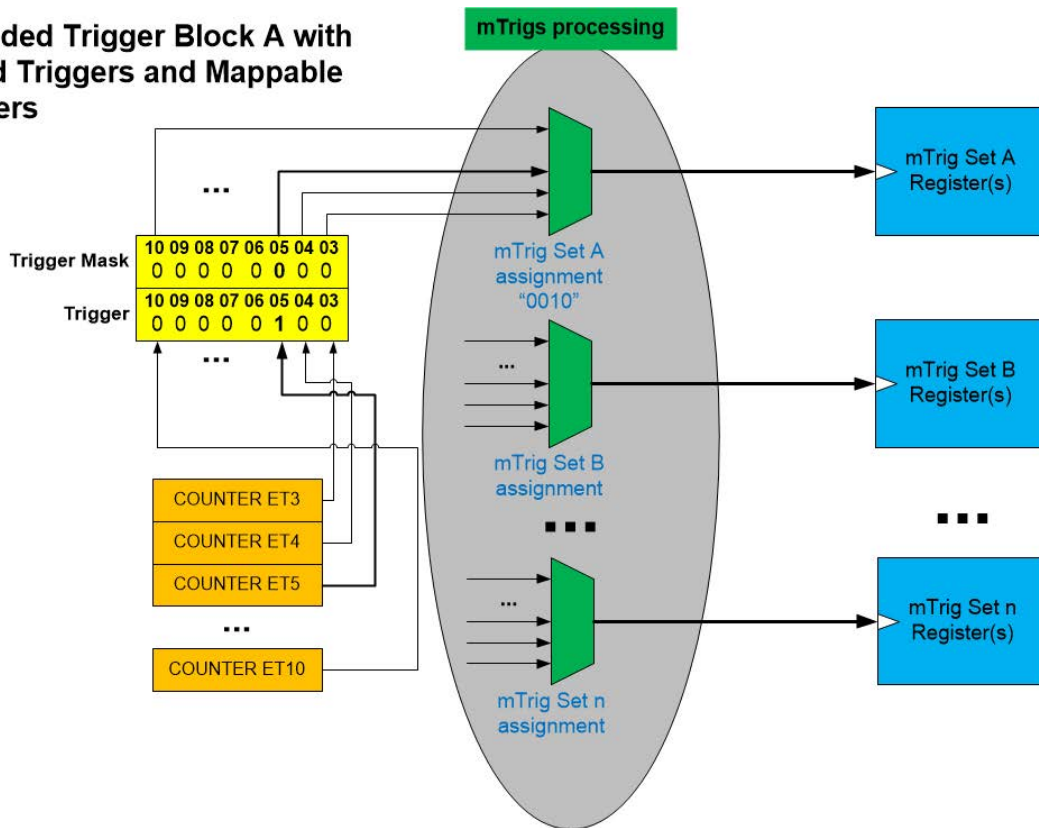 ded Trigger Block A with
d Triggers and Mappable
ers
mTrigs processing
...
Trigger Mask
10 09 08 07 06 05 04 03
0 0 0 0 0 0 0 0
Trigger
10 09 08 07 06 05 04 03
0 0 0 0 0 1 0 0
...
COUNTER ET3
COUNTER ET4
COUNTER ET5
...
COUNTER ET10
mTrig Set A
assignment
“0010”
...
mTrig Set B
assignment
...
...
mTrig Set n
assignment
mTrig Set A
Register(s)
mTrig Set B
Register(s)
...
mTrig Set n
Register(s)